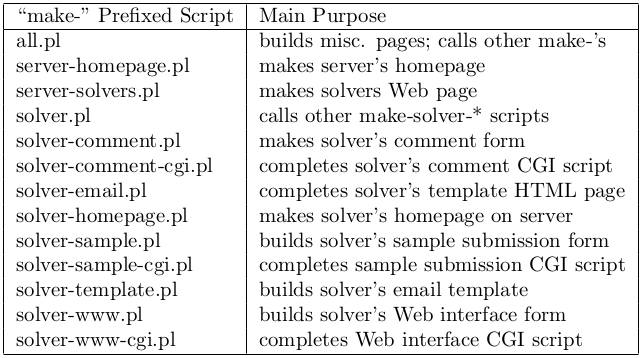 “make-” Prefixed Script Main Purpose
all.pl builds misc. pages; calls other make-'s
server-homepage.pl makes server's homepage
server-solvers.pl makes solvers Web page
solver.pl calls other make-solver-* scripts
solver-comment.pl makes solver's comment form
solver-comment-cgi.pl completes solver's comment CGI script
solver-email.pl completes solver's template HTML page
solver-homepage.pl makes solver's homepage on server
solver-sample.pl builds solver's sample submission form
solver-sample-cgi.pl completes sample submission CGI script
solver-template.pl builds solver's email template
solver-www.pl builds solver's Web interface form
solver-www-cgi.pl completes Web interface CGI script